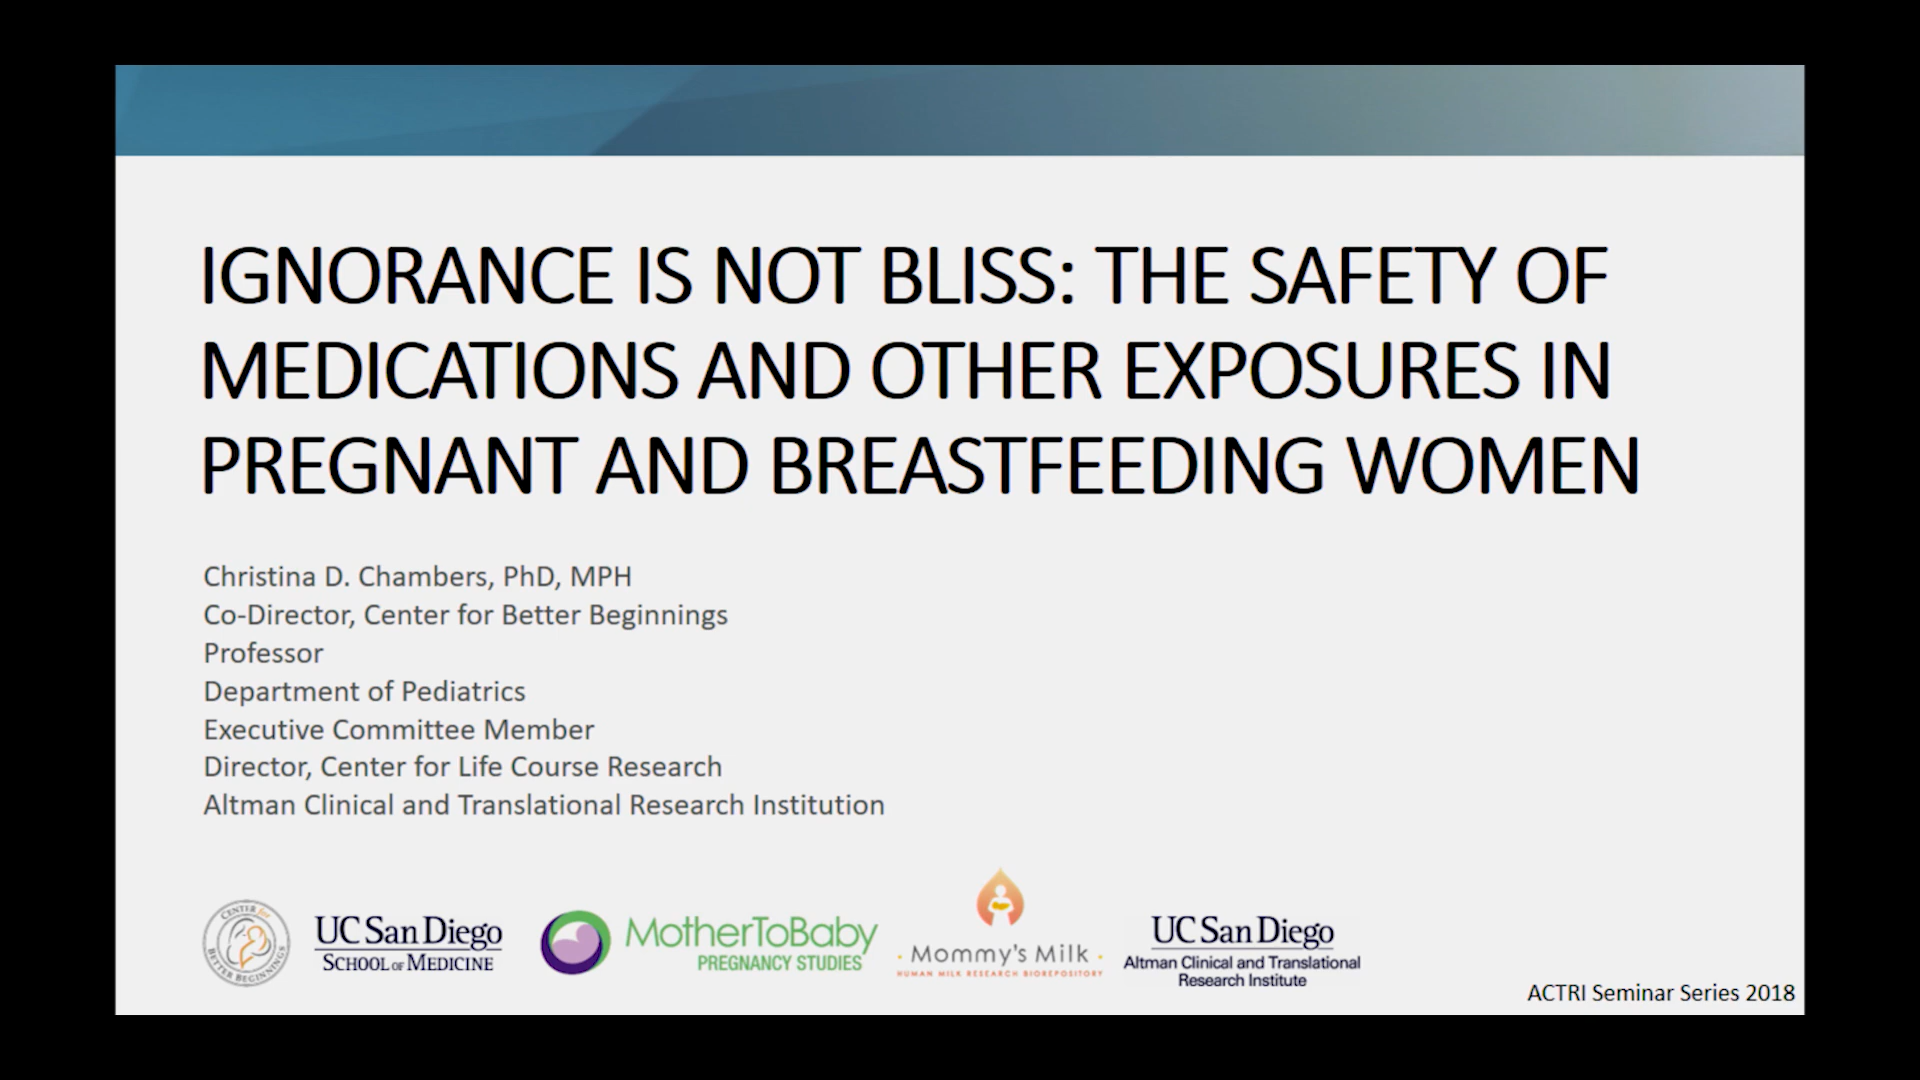 IGNORANCE IS NOT BLISS: THE SAFETY OF
MEDICATIONS AND OTHER EXPOSURES IN
PREGNANT AND BREASTFEEDING WOMEN
Christina D. Chambers, PhD, MPH
Co-Director, Center for Better Beginnings
Professor
Department of Pediatrics
Executive Committee Member
Director, Center for Life Course Research
Altman Clinical and Translational Research Institution
CENTER for
BETTER BEGINNINGS
UC San Diego
SCHOOL OF MEDICINE
MotherToBaby
PREGNANCY STUDIES
Mommy's Milk
HUMAN MILK RESEARCH BIOREPOSITORY
UC San Diego
Altman Clinical and Translational
Research Institute
ACTRI Seminar Series 2018